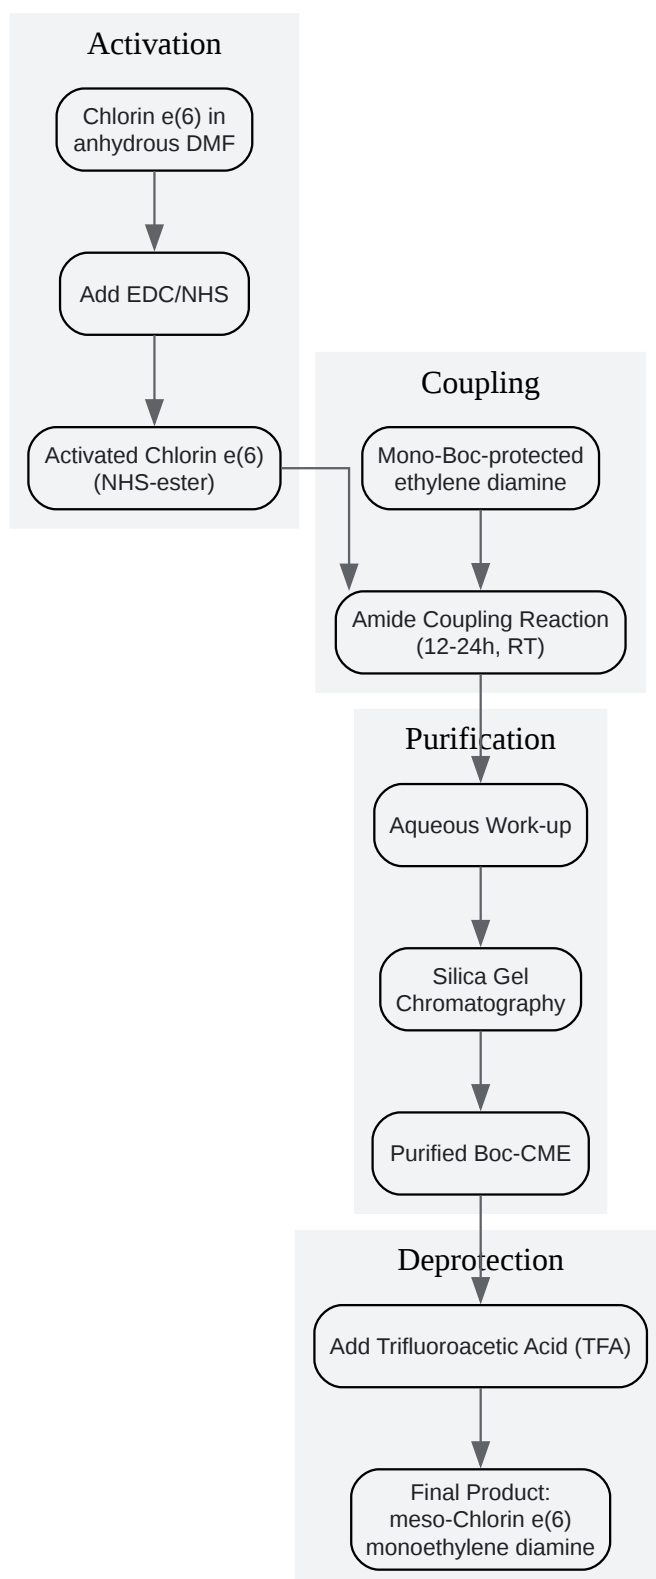 Activation
Chlorin e(6) in
anhydrous DMF
Add EDC/NHS
Activated Chlorin e(6)
(NHS-ester)
Coupling
Mono-Boc-protected
ethylene diamine
Amide Coupling Reaction
(12-24h, RT)
Purification
Aqueous Work-up
Silica Gel
Chromatography
Purified Boc-CME
Deprotection
Add Trifluoroacetic Acid (TFA)
Final Product:
meso-Chlorin e(6)
monoethylene diamine